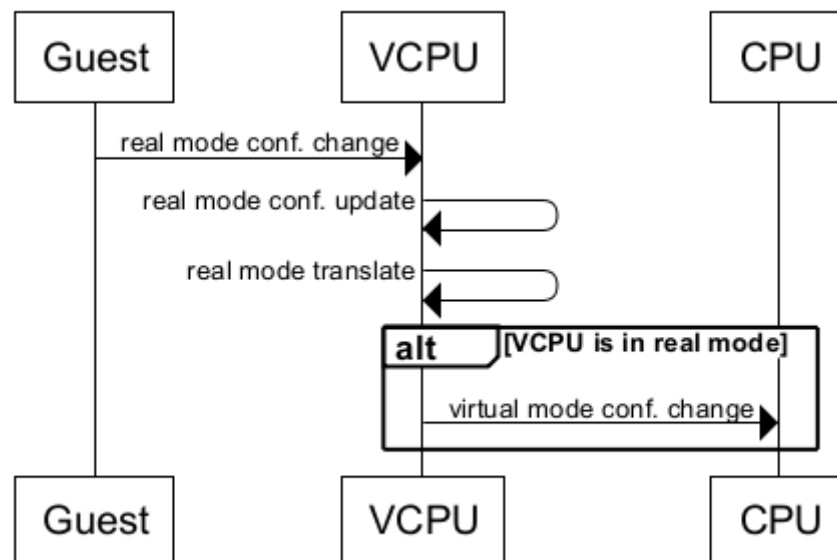 Guest VCPU CPU
real mode conf. change
real mode conf. update
real mode translate
alt [VCPU is in real mode]
virtual mode conf. change
Guest VCPU CPU